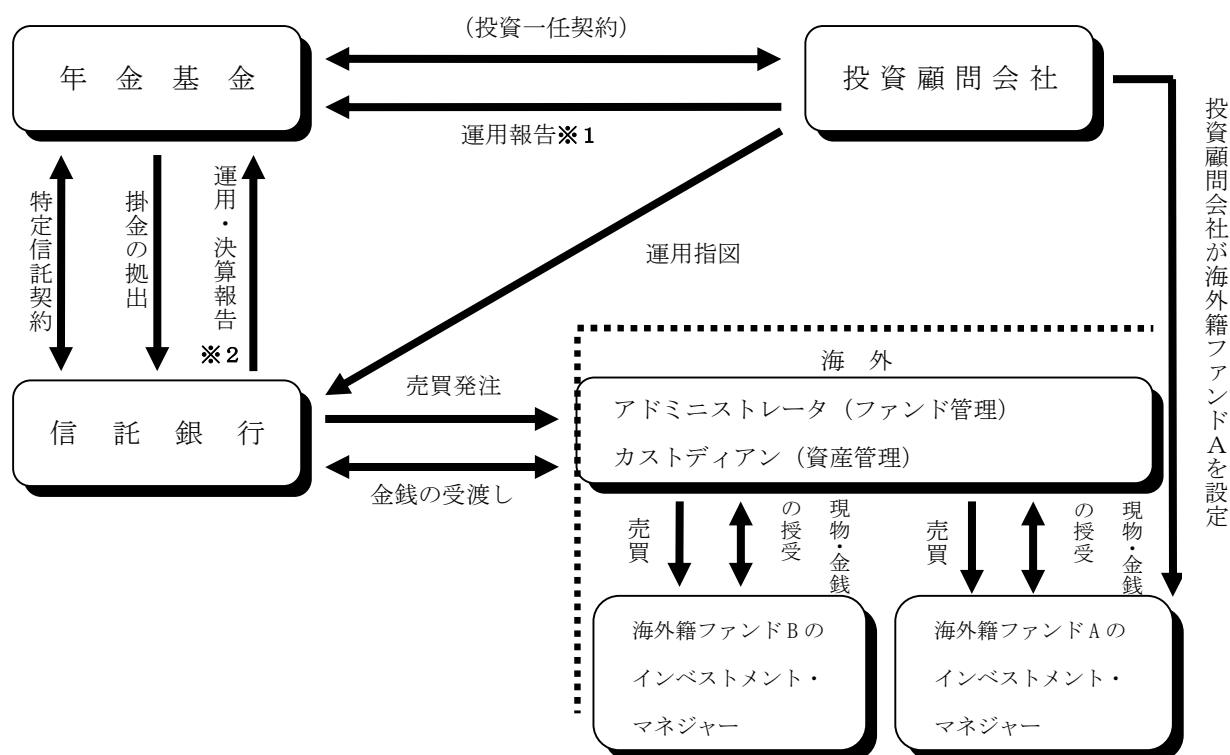 (投資一任契約)
年金基金
投資顧問会社
運用報告※1
投資顧問会社が海外籍ファンドAを設定
特定信託契約
掛金の拠出
運用・決算報告
※2
運用指図
海外
信託銀行
売買発注
金銭の受渡し
アドミニストレータ(ファンド管理)
カストディアン(資産管理)
売買
現物・金銭
の授受
売買
現物・金銭
の授受
海外籍ファンドBの
インベストメント・
マネジャー
海外籍ファンドAの
インベストメント・
マネジャー